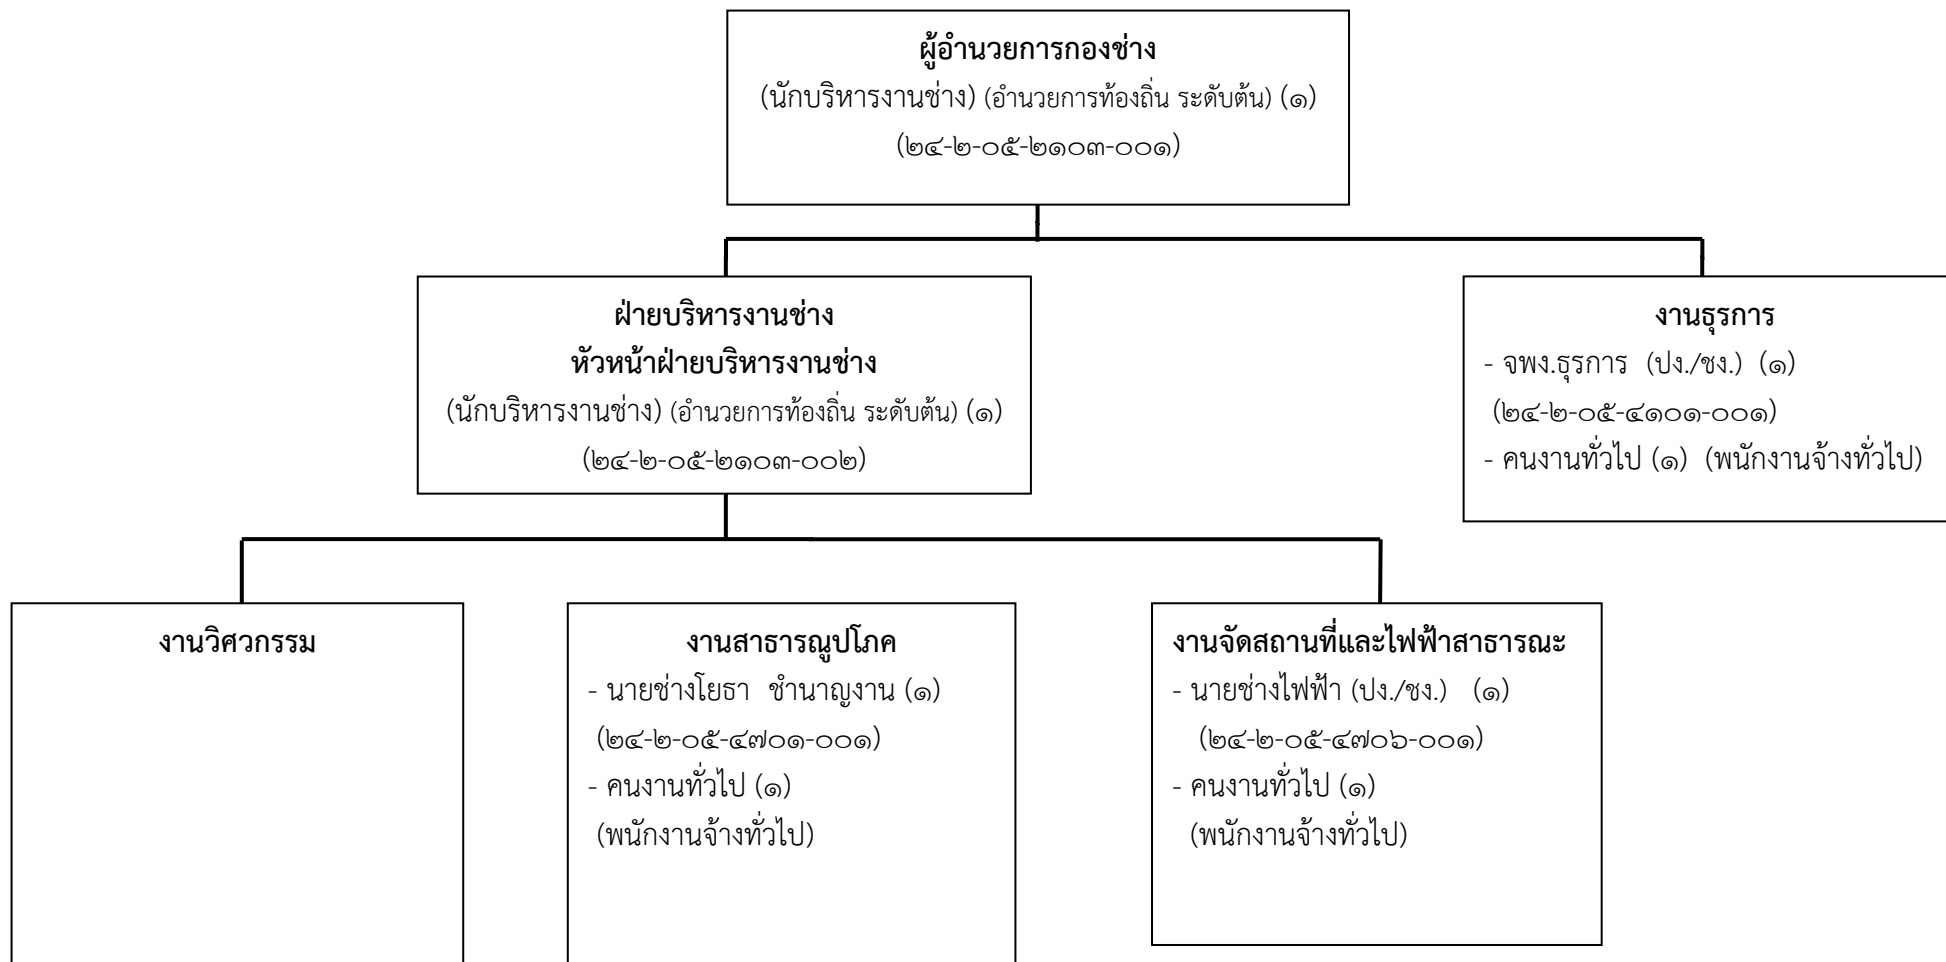 ผู้อำนวยการกองช่าง
(นักบริหารงานช่าง) (อำนวยการท้องถิ่น ระดับต้น) (๑)
(๒๔-๒-๐๕-๒๑๐๓-๐๐๑)
ฝ่ายบริหารงานช่าง
หัวหน้าฝ่ายบริหารงานช่าง
(นักบริหารงานช่าง) (อำนวยการท้องถิ่น ระดับต้น) (๑)
(๒๔-๒-๐๕-๒๑๐๓-๐๐๒)
งานธุรการ
- จพง.ธุรการ (ปง./ชง.) (๑)
(๒๔-๒-๐๕-๔๑๐๑-๐๐๑)
- คนงานทั่วไป (๑) (พนักงานจ้างทั่วไป)
งานวิศวกรรม
งานสาธารณูปโภค
- นายช่างโยธา ชำนาญงาน (๑)
(๒๔-๒-๐๕-๔๗๐๑-๐๐๑)
- คนงานทั่วไป (๑)
(พนักงานจ้างทั่วไป)
งานจัดสถานที่และไฟฟ้าสาธารณะ
- นายช่างไฟฟ้า (ปง./ชง.) (๑)
(๒๔-๒-๐๕-๔๗๐๖-๐๐๑)
- คนงานทั่วไป (๑)
(พนักงานจ้างทั่วไป)